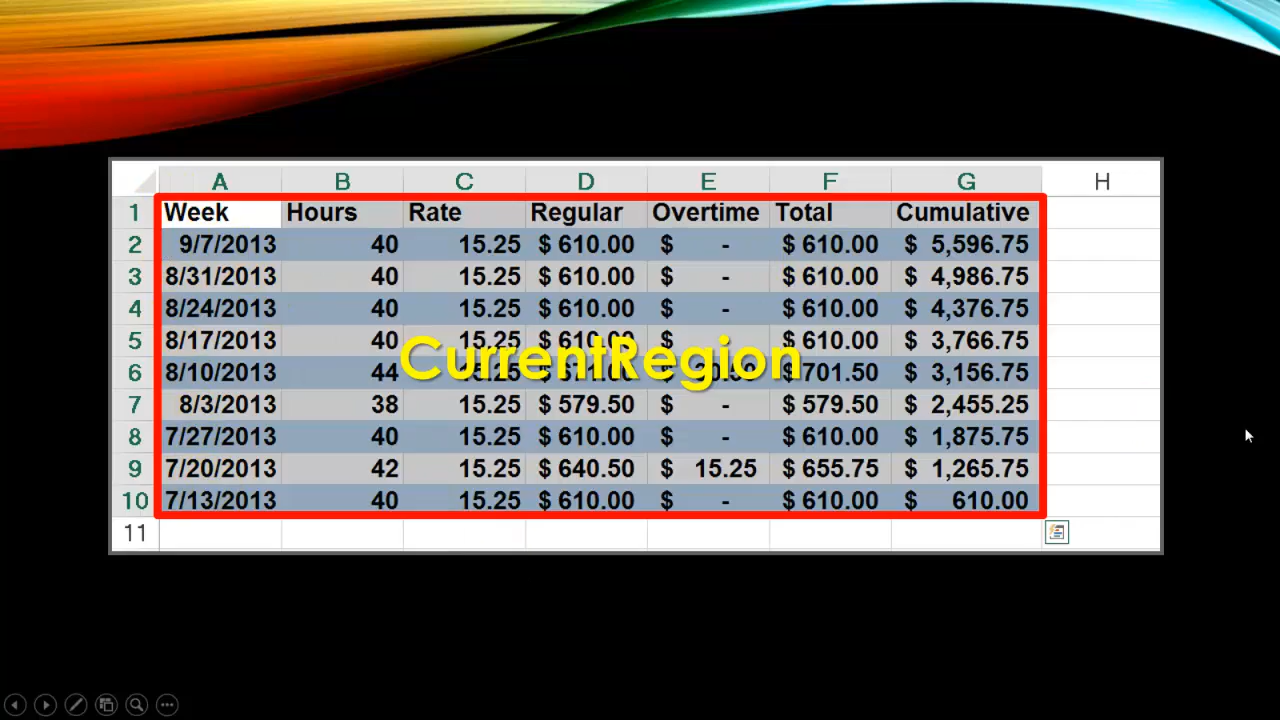 A B C D E F G H
1 Week Hours Rate Regular Overtime Total Cumulative
2 9/7/2013 40 15.25 $ 610.00 $ - $ 610.00 $ 5,596.75
3 8/31/2013 40 15.25 $ 610.00 $ - $ 610.00 $ 4,986.75
4 8/24/2013 40 15.25 $ 610.00 $ - $ 610.00 $ 4,376.75
5 8/17/2013 40 15.25 $ 610.00 $ - $ 610.00 $ 3,766.75
CurrentRegion
6 8/10/2013 44 15.25 $ $ 701.50 $ 3,156.75
7 8/3/2013 38 15.25 $ 579.50 $ - $ 579.50 $ 2,455.25
8 7/27/2013 40 15.25 $ 610.00 $ - $ 610.00 $ 1,875.75
9 7/20/2013 42 15.25 $ 640.50 $ 15.25 $ 655.75 $ 1,265.75
10 7/13/2013 40 15.25 $ 610.00 $ - $ 610.00 $ 610.00
11